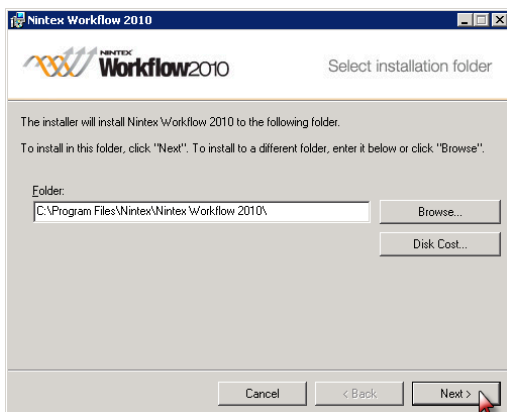 Nintex Workflow 2010
NINTEX
Workflow2010
Select installation folder
The installer will install Nintex Workflow 2010 to the following folder.
To install in this folder, click "Next". To install to a different folder, enter it below or click "Browse".
Folder:
C:\Program Files\Nintex\Nintex Workflow 2010\
Browse...
Disk Cost...
Cancel
< Back
Next >